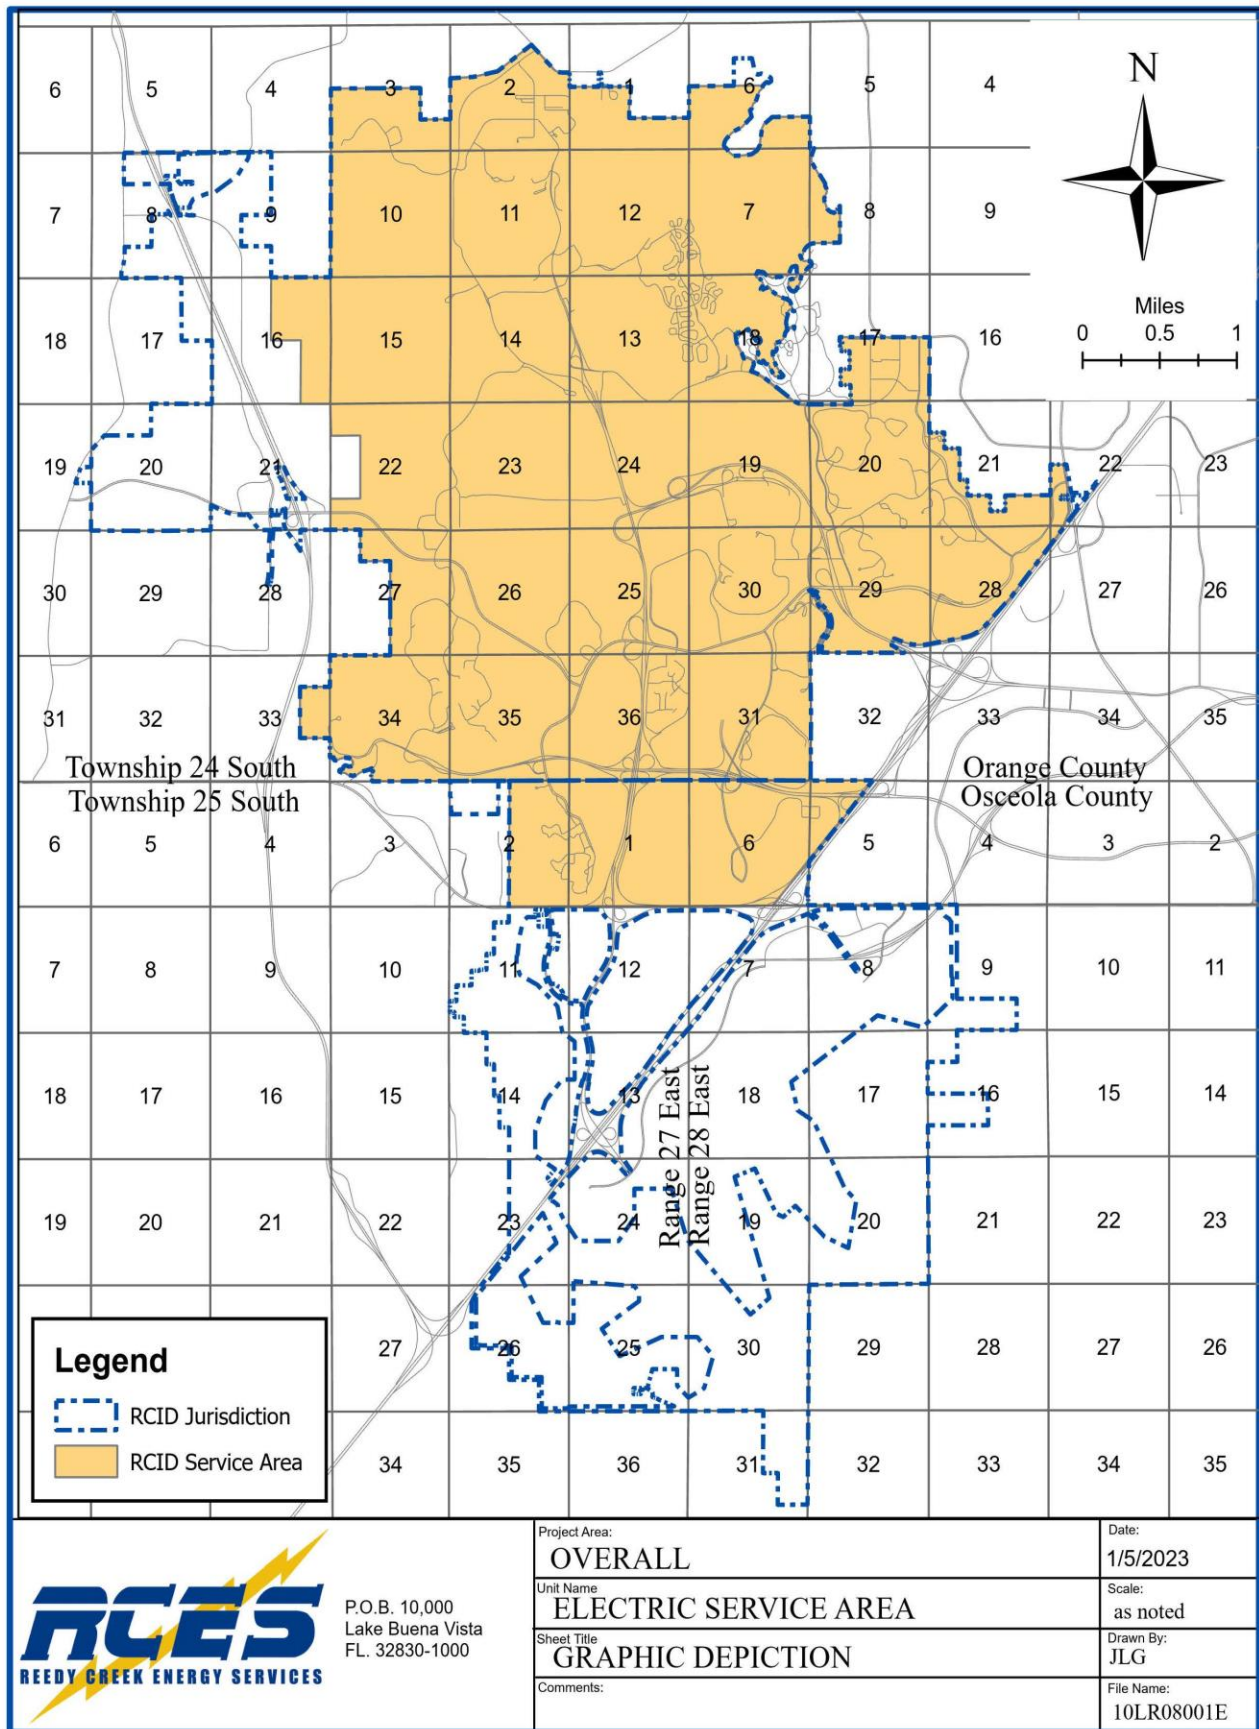 6 5 4 3 2 1 6 5 4
N
7 8 9 10 11 12 7 8 9
Miles
0 0.5 1
18 17 16 15 14 13 18 17 16
19 20 21 22 23 24 19 20 21 22 23
30 29 28 27 26 25 30 29 28 27 26
31 32 33 34 35 36 31 32 33 34 35
Township 24 South
Township 25 South
Orange County
Osceola County
6 5 4 3 2 1 6 5 4 3 2
7 8 9 10 11 12 7 8 9 10 11
18 17 16 15 14 13 18 17 16 15 14
Range 27 East
Range 28 East
19 20 21 22 23 24 19 20 21 22 23
27 26 25 30 29 28 27 26
34 35 36 31 32 33 34 35
Legend
RCID Jurisdiction
RCID Service Area
RCES
REEDY CREEK ENERGY SERVICES
P.O.B. 10,000
Lake Buena Vista
FL. 32830-1000
Project Area:
OVERALL
Unit Name
ELECTRIC SERVICE AREA
Sheet Title
GRAPHIC DEPICTION
Comments:
Date:
1/5/2023
Scale:
as noted
Drawn By:
JLG
File Name:
10LR08001E